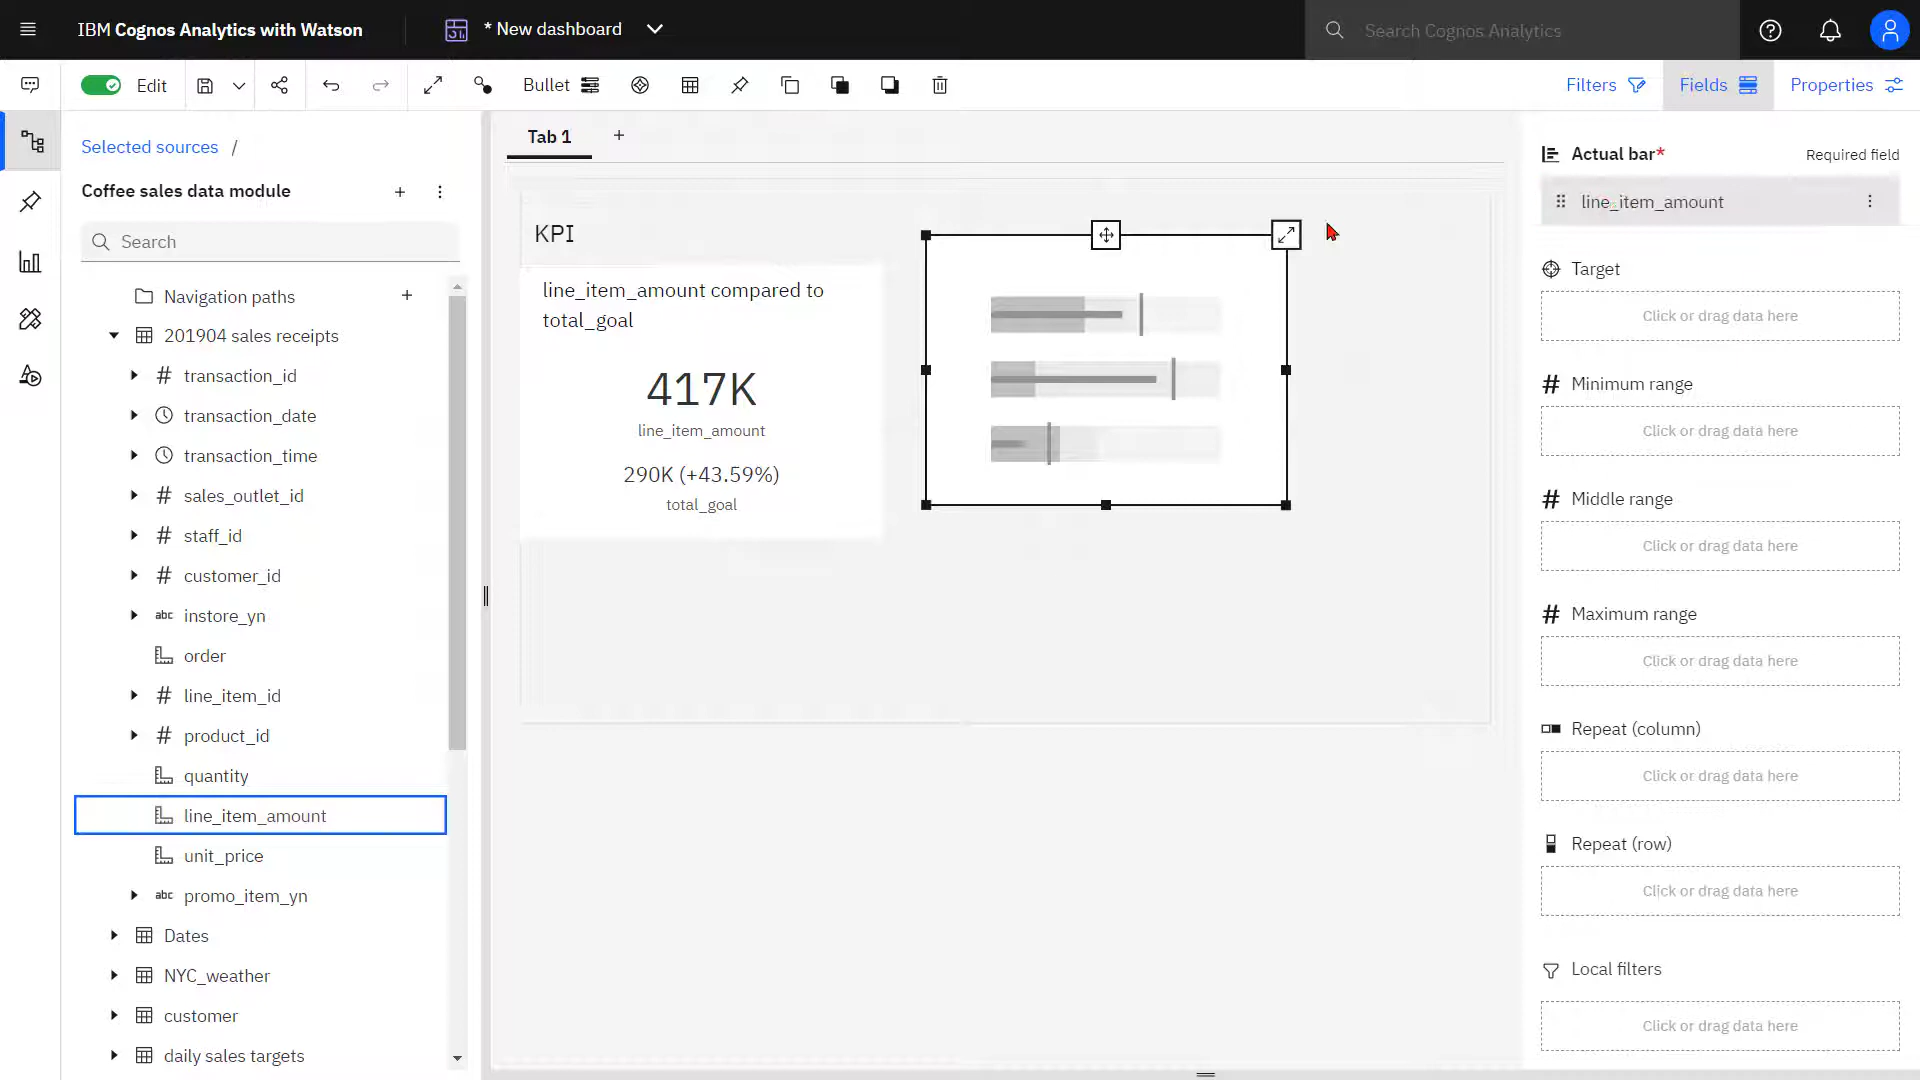 IBM Cognos Analytics with Watson
* New dashboard
Search Cognos Analytics
Edit
Bullet
Filters
Fields
Properties
Selected sources /
Coffee sales data module
Search
Navigation paths
201904 sales receipts
# transaction_id
transaction_date
transaction_time
# sales_outlet_id
# staff_id
# customer_id
abc instore_yn
order
# line_item_id
# product_id
quantity
line_item_amount
unit_price
abc promo_item_yn
Dates
NYC_weather
customer
daily sales targets
Tab 1
KPI
line_item_amount compared to
total_goal
417K
line_item_amount
290K (+43.59%)
total_goal
Actual bar* Required field
line_item_amount
Target
Click or drag data here
# Minimum range
Click or drag data here
# Middle range
Click or drag data here
# Maximum range
Click or drag data here
Repeat (column)
Click or drag data here
Repeat (row)
Click or drag data here
Local filters
Click or drag data here